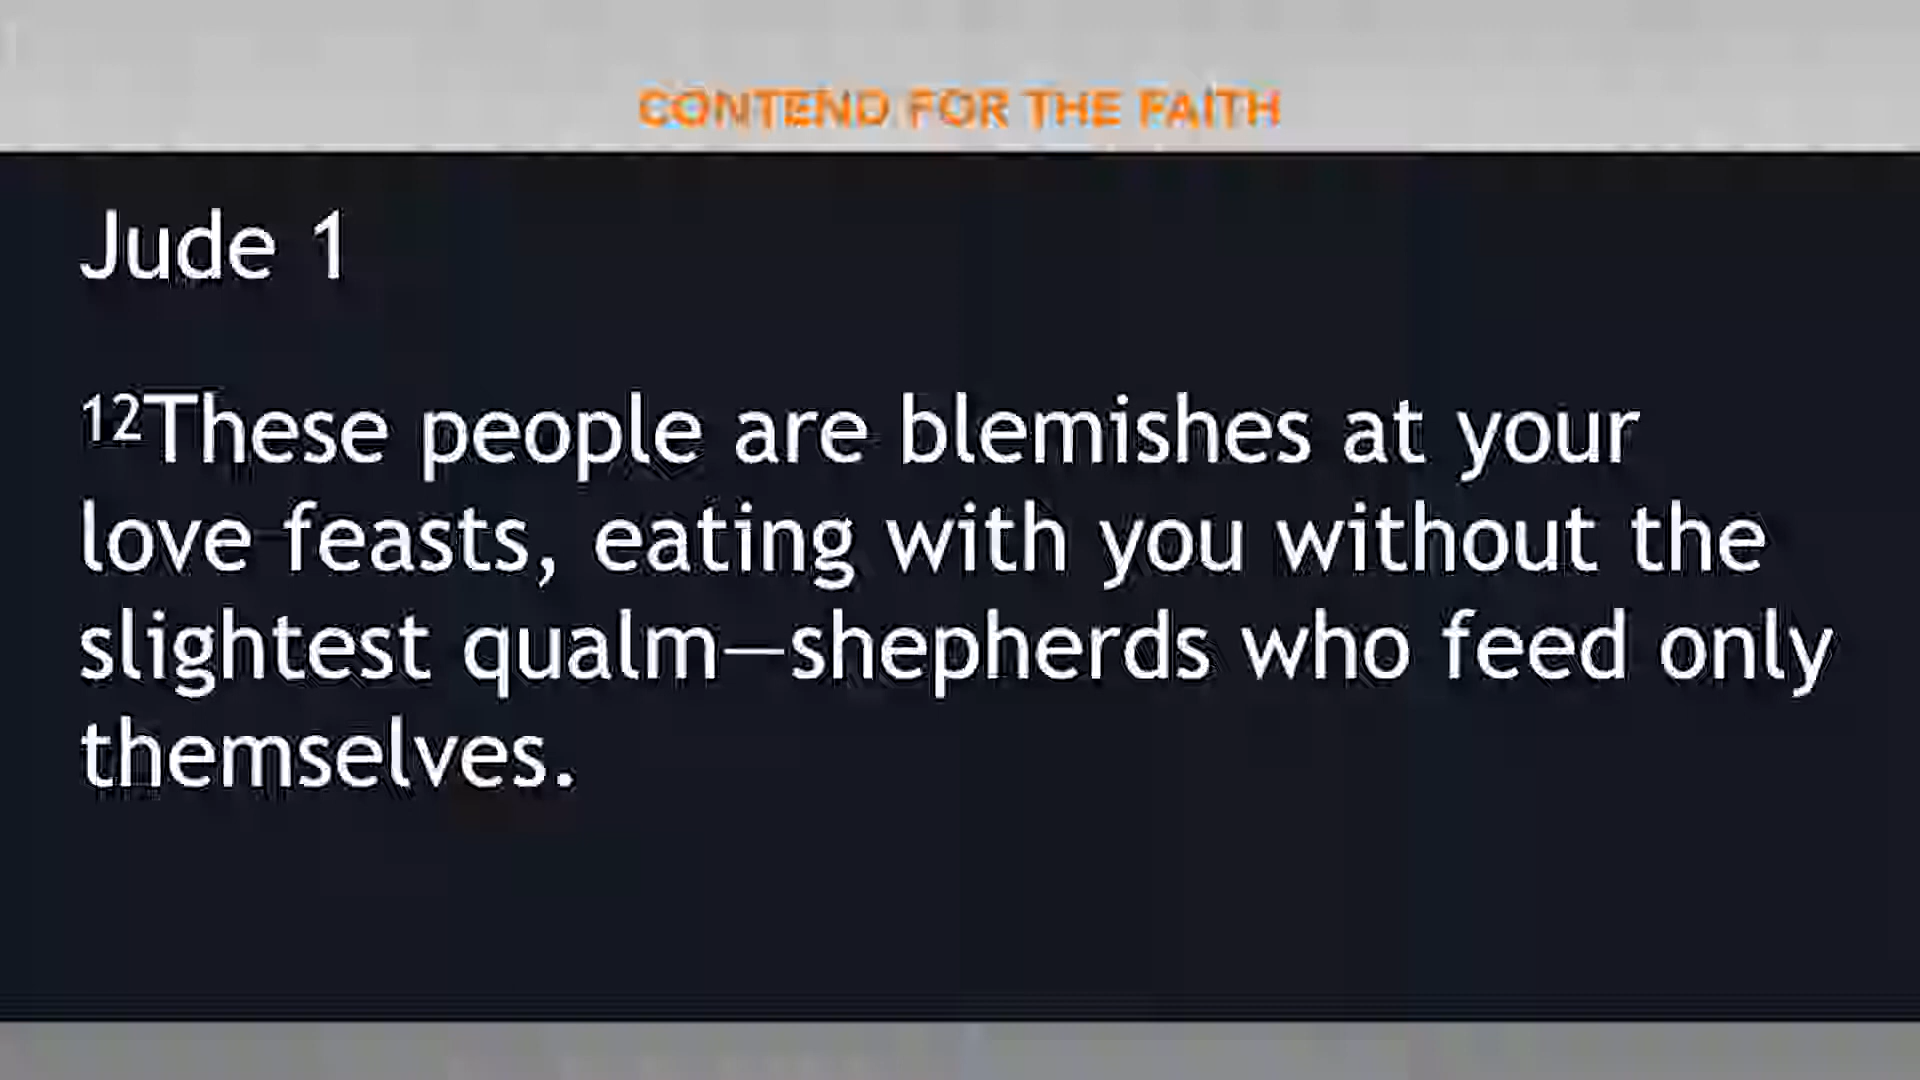 CONTEND FOR THE FAITH
Jude 1
12These people are blemishes at your
love feasts, eating with you without the
slightest qualm—shepherds who feed only
themselves.